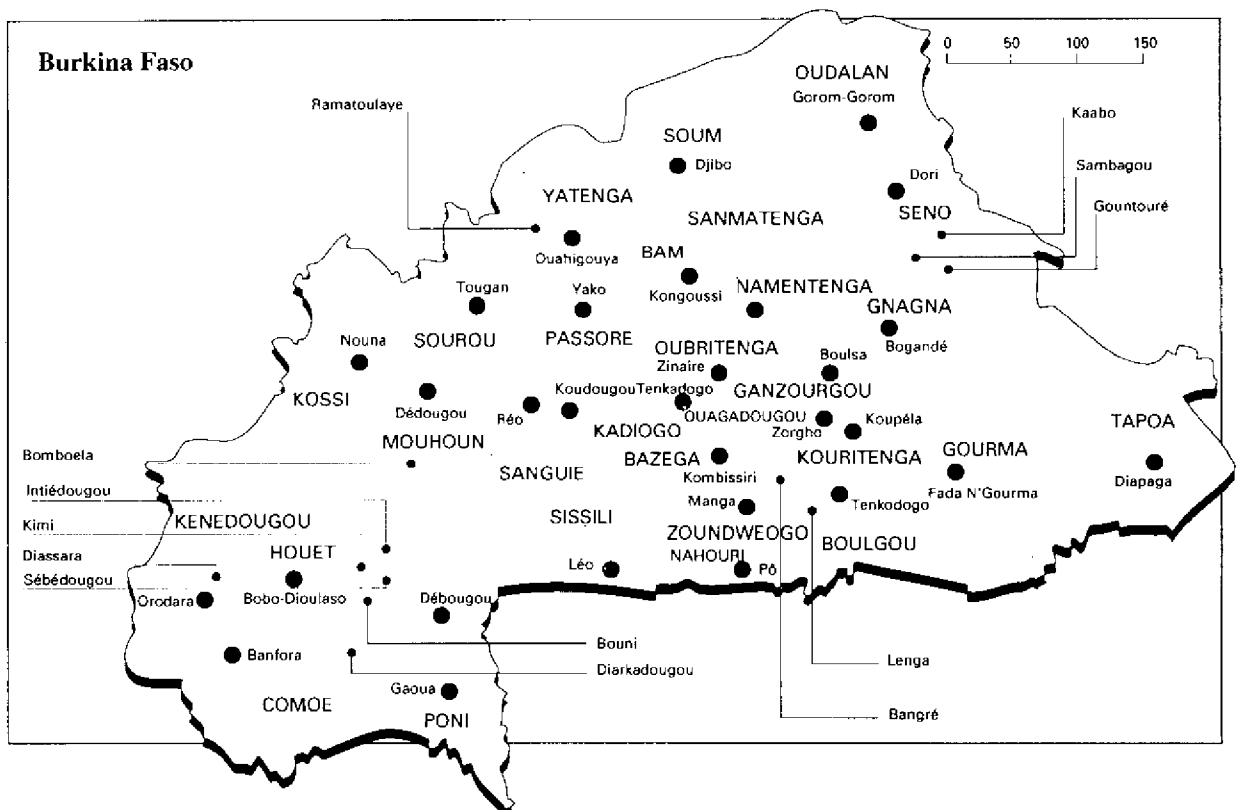 Burkina Faso
0 50 100 150
OUDALAN
Gorom-Gorom
Ramatoulaye
Kaabo
SOUM
Djibo
Sambagou
Dori
YATENGA
Gountouré
SENO
SANMATENGA
Ouahigouya
BAM
Kongoussi
NAMENTENGA
Tougan
Yako
GNAGNA
Bogandé
SOUROU
PASSORE
Nouna
OUBRITENGA
Zinaire
Boulsa
KOSSI
Koudougou
Tenkadogo
GANZOURGOU
Dédougou
Réo
OUAGADOUGOU
Zorgho
Koupéla
KADIOGO
TAPOA
MOUHOUN
GOURMA
Bomboela
SANGUIE
BAZEGA
KOURITENGA
Kombissiri
Diapaga
Intiédougou
Manga
Tenkodogo
Fada N'Gourma
KENEDOUGOU
SISSILI
Kimi
ZOUNDWEOGO
BOULGOU
HOUET
NAHOURI
Diassara
Léo
Pô
Sébédougou
Bobo-Dioulaso
Orodara
Débougou
Bouni
Banfora
Lenga
Diarkadougou
Gaoua
COMOE
PONI
Bangré